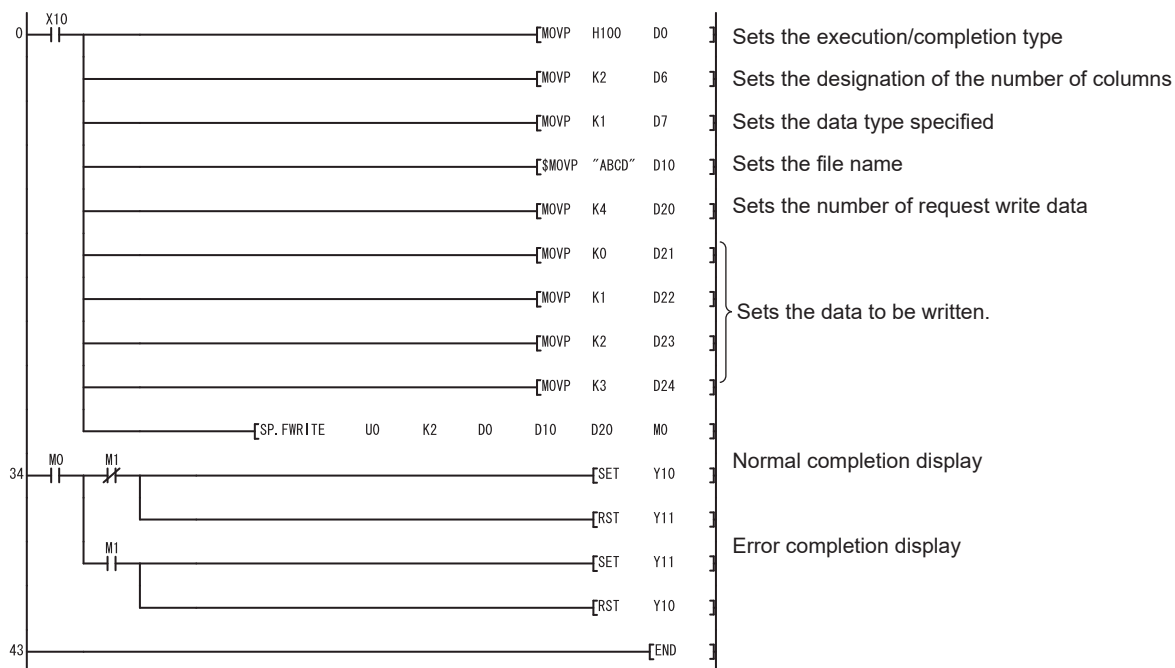 X10
0 [MOVP H100 D0 ] Sets the execution/completion type
[MOVP K2 D6 ] Sets the designation of the number of columns
[MOVP K1 D7 ] Sets the data type specified
[$MOVP "ABCD" D10 ] Sets the file name
[MOVP K4 D20 ] Sets the number of request write data
[MOVP K0 D21 ]
[MOVP K1 D22 ]
Sets the data to be written.
[MOVP K2 D23 ]
[MOVP K3 D24 ]
[SP.FWRITE U0 K2 D0 D10 D20 M0 ]
M0 M1
34 [SET Y10 ] Normal completion display
[RST Y11 ]
M1
[SET Y11 ] Error completion display
[RST Y10 ]
43 [END ]